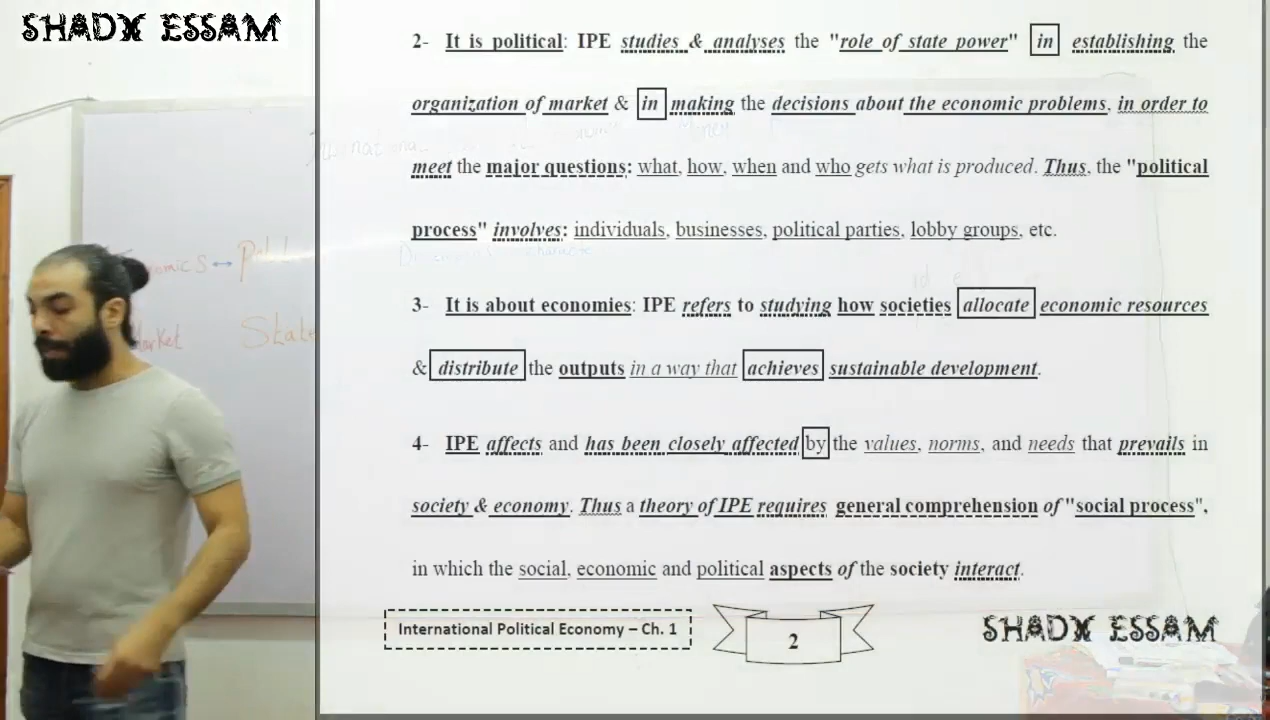 SHADX ESSAM
2- It is political: IPE studies & analyses the "role of state power" in establishing the
organization of market & in making the decisions about the economic problems, in order to
meet the major questions: what, how, when and who gets what is produced. Thus, the "political
process" involves: individuals, businesses, political parties, lobby groups, etc.
3- It is about economies: IPE refers to studying how societies allocate economic resources
& distribute the outputs in a way that achieves sustainable development.
4- IPE affects and has been closely affected by the values, norms, and needs that prevails in
society & economy. Thus a theory of IPE requires general comprehension of "social process",
in which the social, economic and political aspects of the society interact.
International Political Economy – Ch. 1
2
SHADX ESSAM
Market State